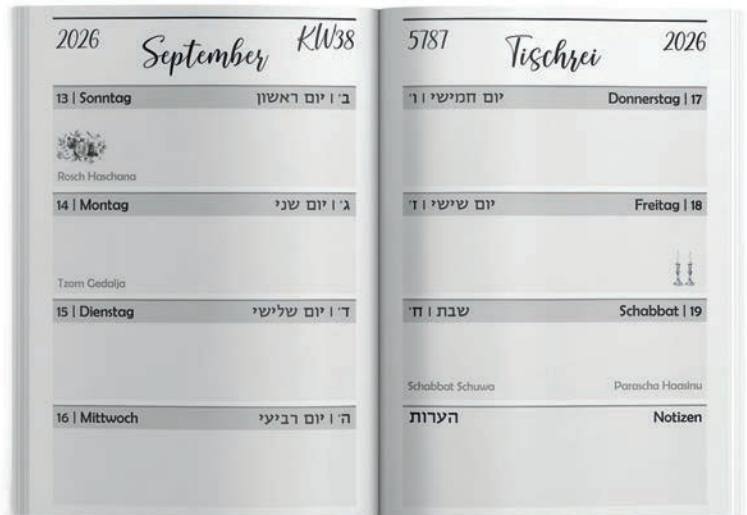 2026 September KW38
13 | Sonntag ב' | יום ראשון
Rosch Haschana
14 | Montag ג' | יום שני
Tzom Gedalja
15 | Dienstag ד' | יום שלישי
16 | Mittwoch ה' | יום רביעי
5787 Tischrei 2026
יום חמישי | ו' Donnerstag | 17
יום שישי | ז' Freitag | 18
שבת | ח' Schabbat | 19
Schabbat Schuwa Parascha Haasinu
הערות Notizen